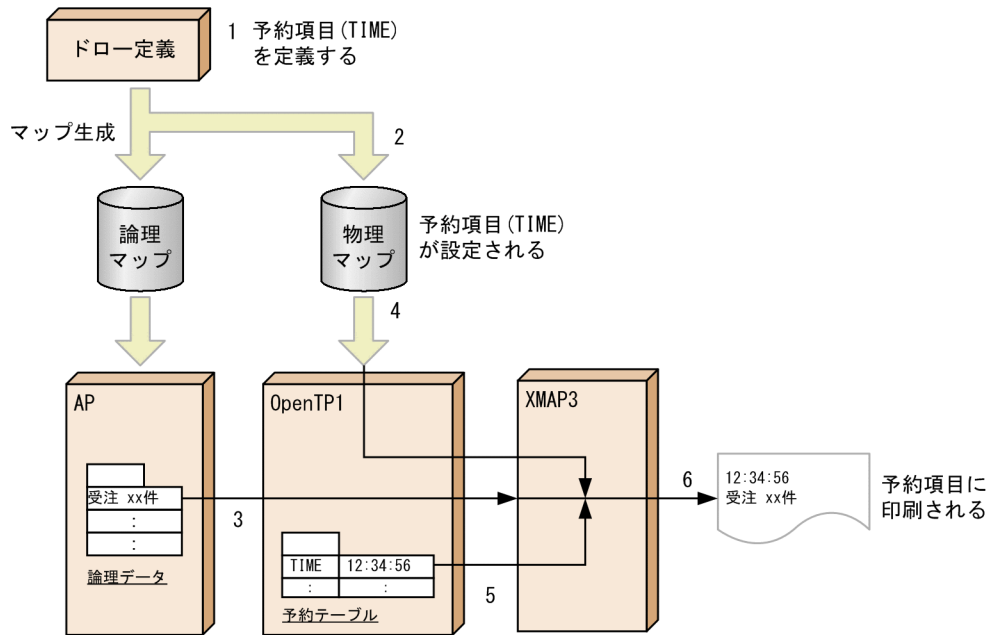 ドロー定義
1 予約項目(TIME)
を定義する
マップ生成
2
論理
マップ
物理
マップ
予約項目(TIME)
が設定される
4
AP
OpenTP1
XMAP3
受注 xx件
:
:
論理データ
3
TIME 12:34:56
: :
予約テーブル
5
6
12:34:56
受注 xx件
予約項目に
印刷される